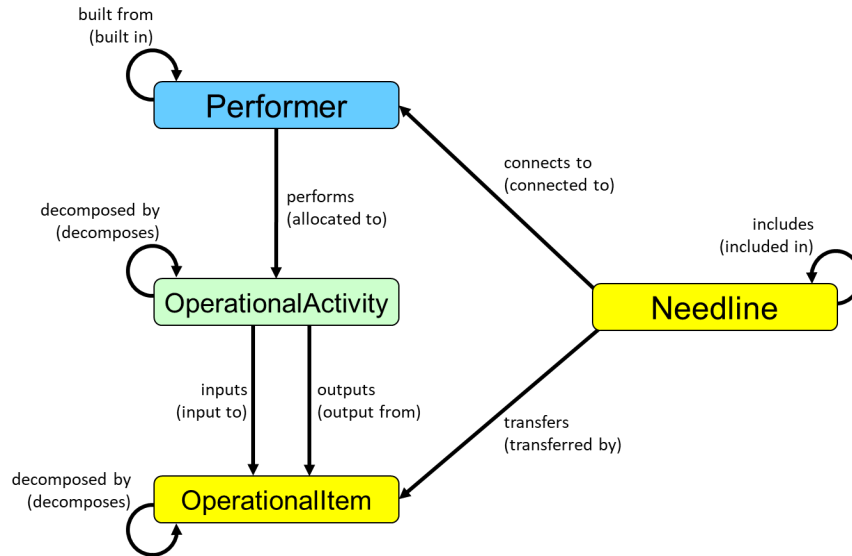 built from
(built in)
Performer
connects to
(connected to)
performs
(allocated to)
decomposed by
(decomposes)
includes
(included in)
OperationalActivity
Needline
inputs
(input to)
outputs
(output from)
transfers
(transferred by)
decomposed by
(decomposes)
OperationalItem